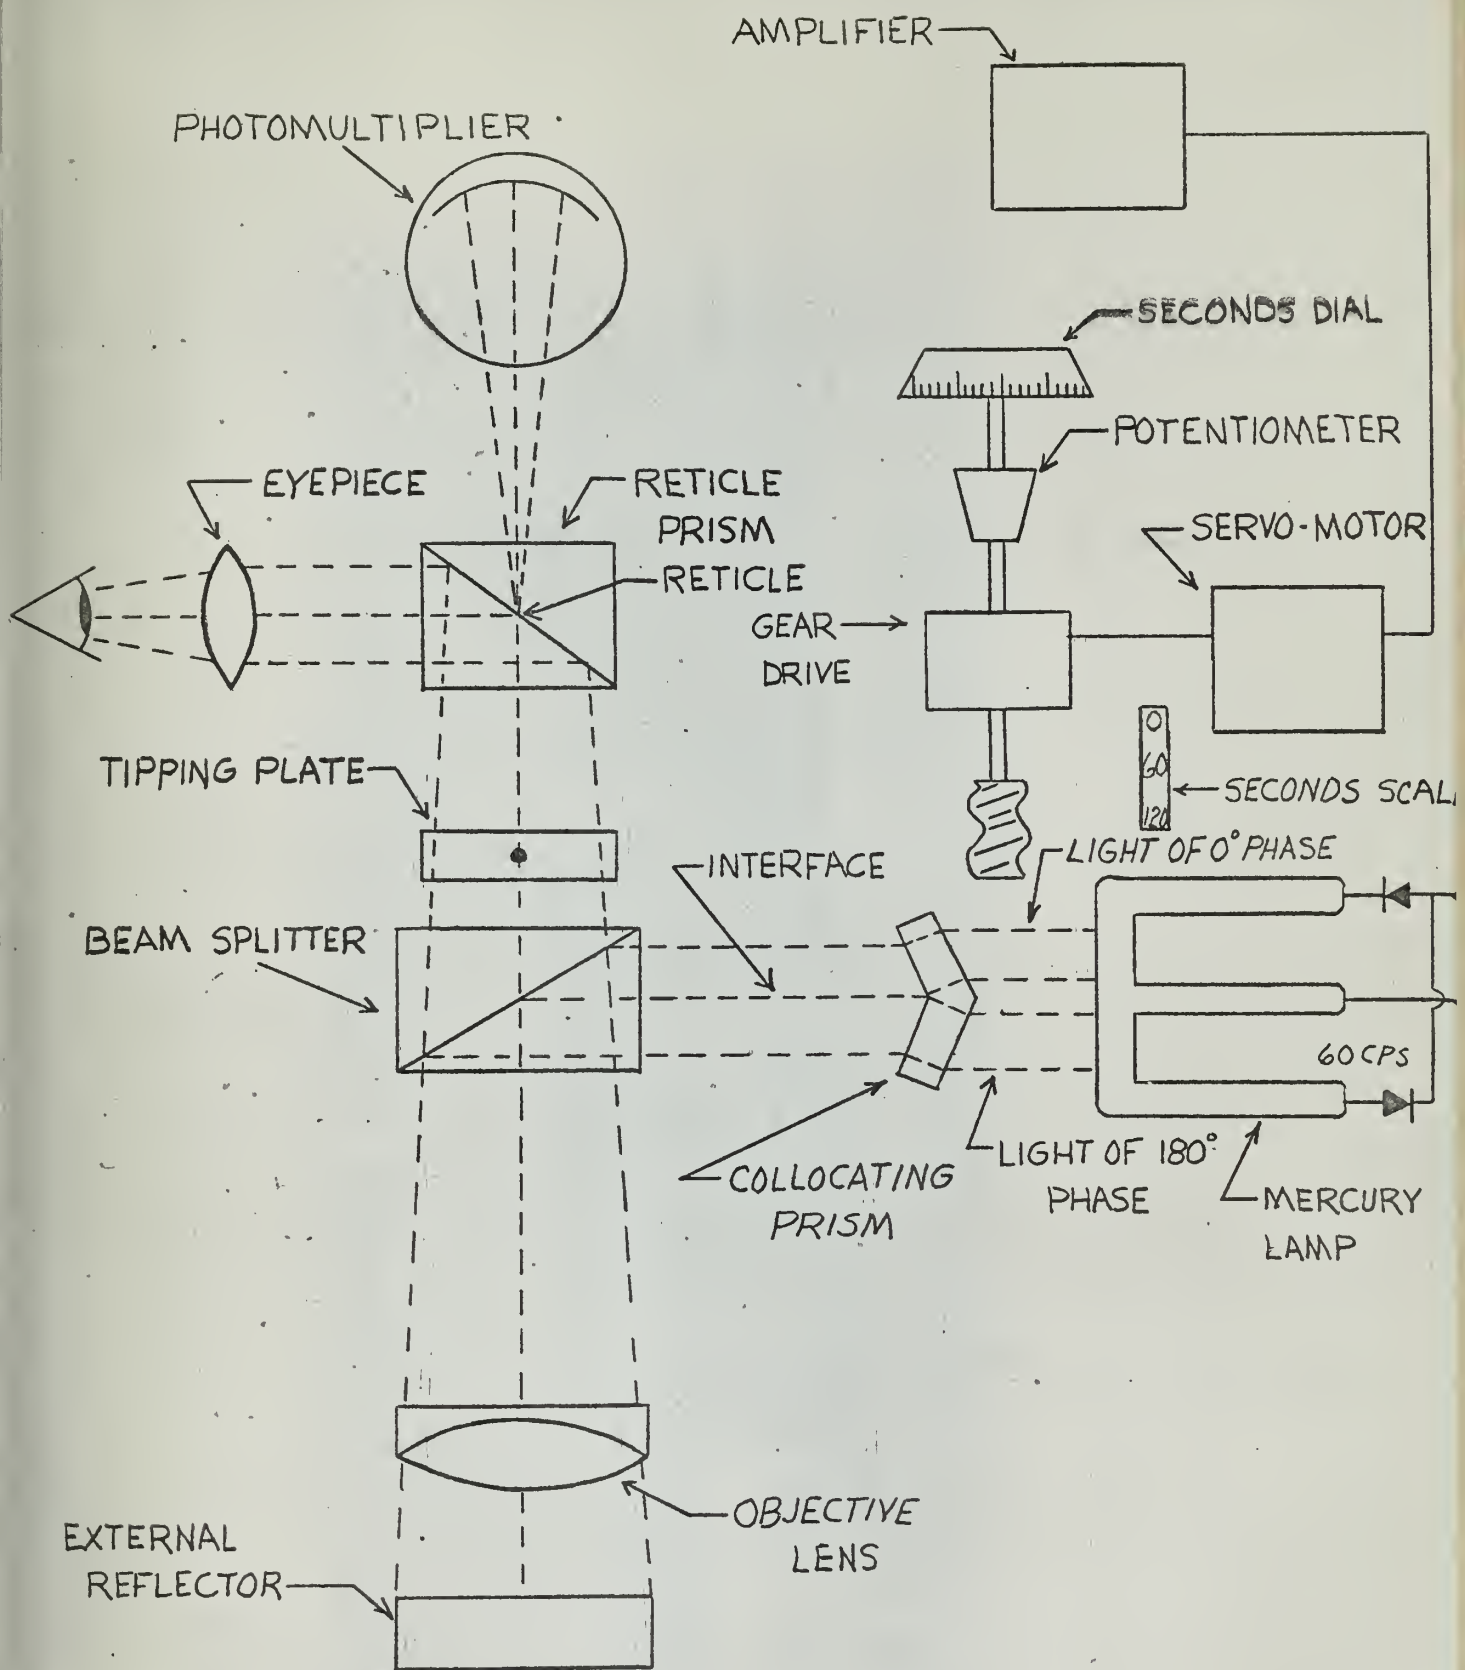 AMPLIFIER
PHOTOMULTIPLIER
SECONDS DIAL
POTENTIOMETER
EYEPIECE
RETICLE
PRISM
RETICLE
SERVO-MOTOR
GEAR
DRIVE
0
60
120
SECONDS SCAL
TIPPING PLATE
LIGHT OF 0° PHASE
INTERFACE
BEAM SPLITTER
60 CPS
LIGHT OF 180°
PHASE
COLLOCATING
PRISM
MERCURY
LAMP
OBJECTIVE
LENS
EXTERNAL
REFLECTOR